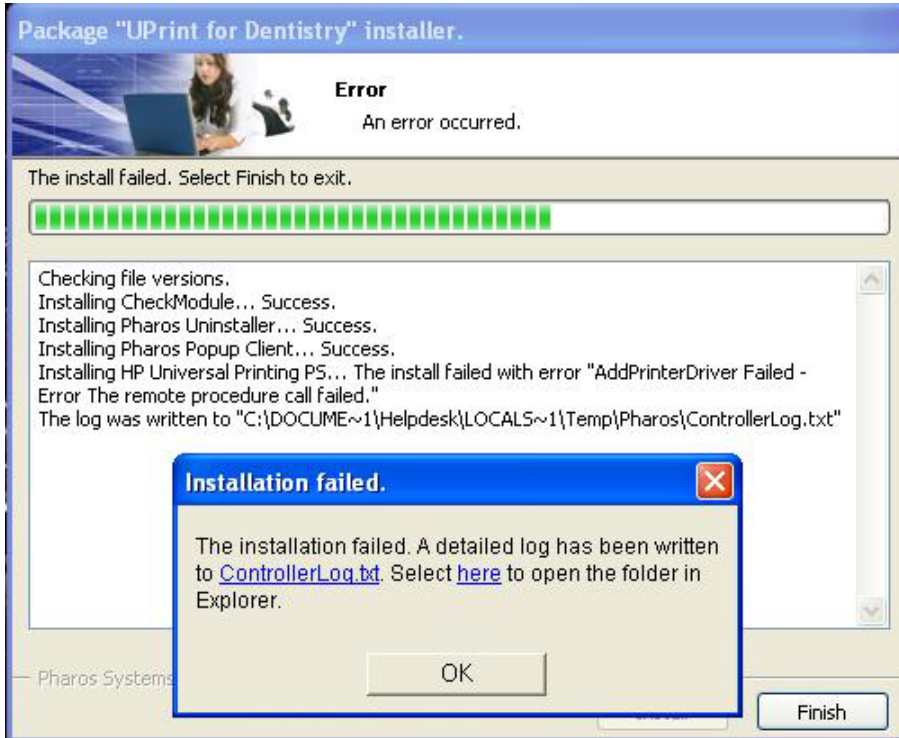 Package "UPrint for Dentistry" installer.
Error
An error occurred.
The install failed. Select Finish to exit.
Checking file versions.
Installing CheckModule... Success.
Installing Pharos Uninstaller... Success.
Installing Pharos Popup Client... Success.
Installing HP Universal Printing PS... The install failed with error "AddPrinterDriver Failed -
Error The remote procedure call failed."
The log was written to "C:\DOCUME~1\Helpdesk\LOCALS~1\Temp\Pharos\ControllerLog.txt"
Installation failed.
The installation failed. A detailed log has been written
to ControllerLog.txt. Select here to open the folder in
Explorer.
OK
Pharos Systems
Finish